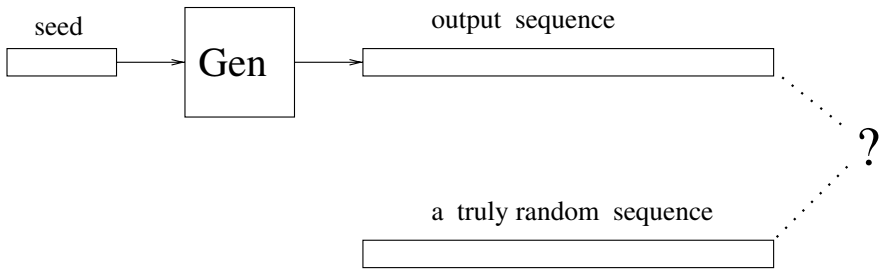 seed
Gen
output sequence
?
a truly random sequence